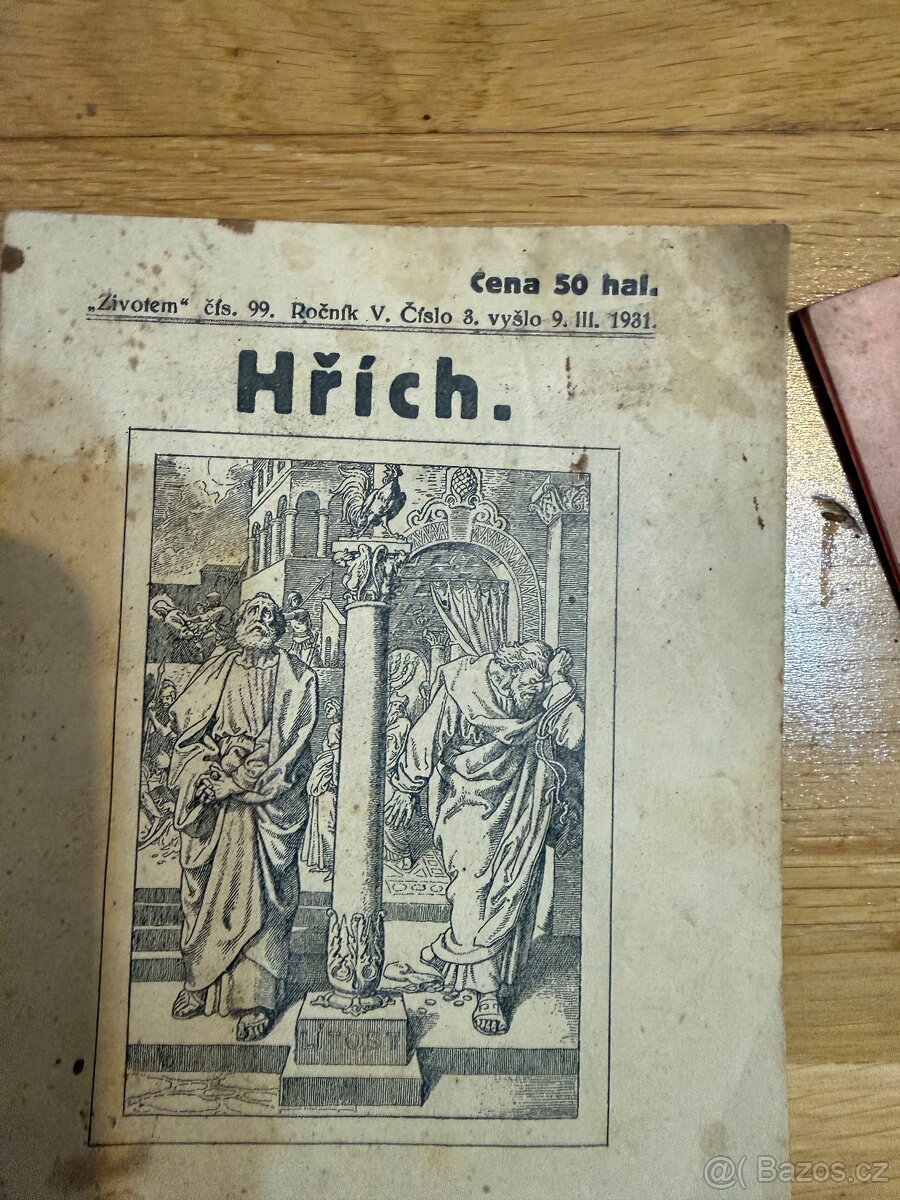 Cena 50 hal.
„Životem" čís. 99. Ročník V. Číslo 3. vyšlo 9. III. 1931.
Hřích.
LÍTOST
@( Bazos.cz